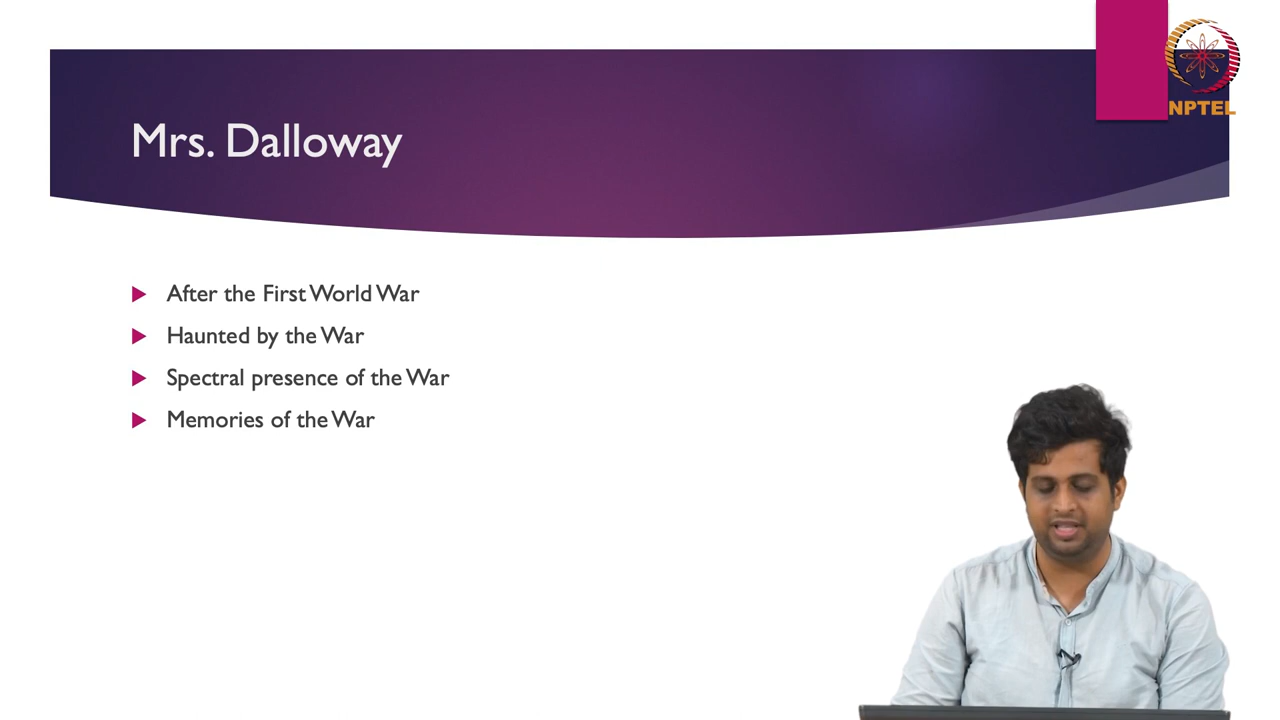 NPTEL
Mrs. Dalloway
After the First World War
Haunted by the War
Spectral presence of the War
Memories of the War